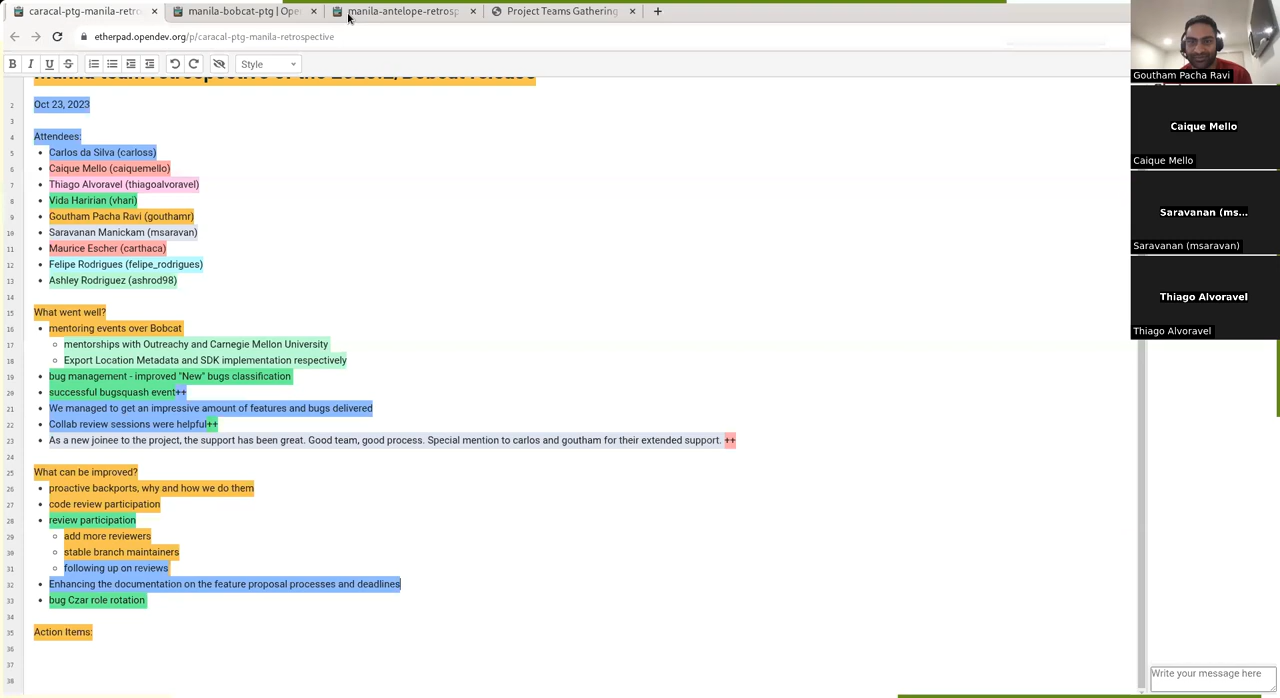 caracal-ptg-manila-retro
manila-bobcat-ptg | Ope
manila-antelope-retrosp
Project Teams Gathering
etherpad.opendev.org/p/caracal-ptg-manila-retrospective
Style
Oct 23, 2023
Attendees:
Carlos da Silva (carloss)
Caique Mello (caiquemello)
Thiago Alvoravel (thiagoalvoravel)
Vida Haririan (vhari)
Goutham Pacha Ravi (gouthamr)
Saravanan Manickam (msaravan)
Maurice Escher (carthaca)
Felipe Rodrigues (felipe_rodrigues)
Ashley Rodriguez (ashrod98)
What went well?
mentoring events over Bobcat
mentorships with Outreachy and Carnegie Mellon University
Export Location Metadata and SDK implementation respectively
bug management - improved "New" bugs classification
successful bugsquash event++
We managed to get an impressive amount of features and bugs delivered
Collab review sessions were helpful++
As a new joinee to the project, the support has been great. Good team, good process. Special mention to carlos and goutham for their extended support. ++
What can be improved?
proactive backports, why and how we do them
code review participation
review participation
add more reviewers
stable branch maintainers
following up on reviews
Enhancing the documentation on the feature proposal processes and deadlines
bug Czar role rotation
Action Items:
Goutham Pacha Ravi
Caique Mello
Caique Mello
Saravanan (ms...
Saravanan (msaravan)
Thiago Alvoravel
Thiago Alvoravel
Write your message here